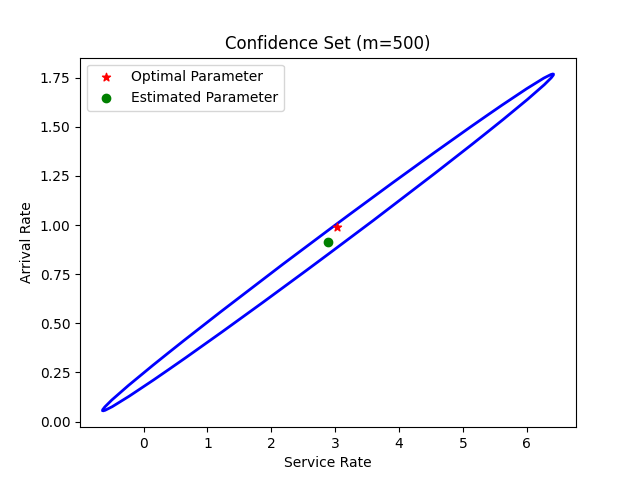 Confidence Set (m=500)
Optimal Parameter
Estimated Parameter
1.75
1.50
1.25
1.00
0.75
0.50
0.25
0.00
Arrival Rate
0 1 2 3 4 5 6
Service Rate